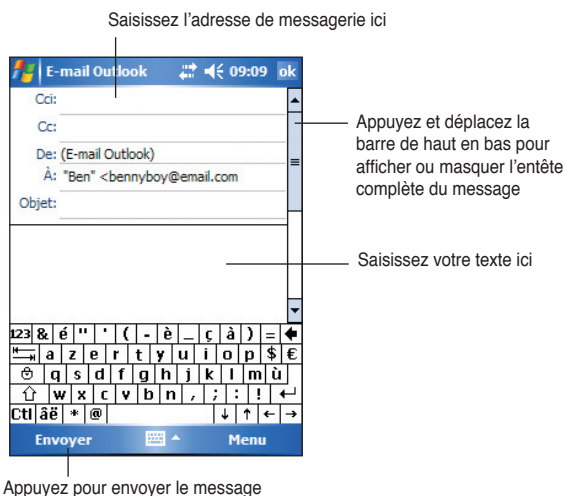 Saisissez l'adresse de messagerie ici
E-mail Outlook 09:09 ok
Cci:
Cc:
De: (E-mail Outlook)
À: "Ben" <bennyboy@email.com
Objet:
Appuyez et déplacez la
barre de haut en bas pour
afficher ou masquer l'entête
complète du message
Saisissez votre texte ici
123 & é " ' ( - è _ ç à ) = ←
a z e r t y u i o p $ €
q s d f g h j k l m ù
w x c v b n , ; : ! ↵
Ctl âë * @ ↓ ↑ ← →
Envoyer Menu
Appuyez pour envoyer le message